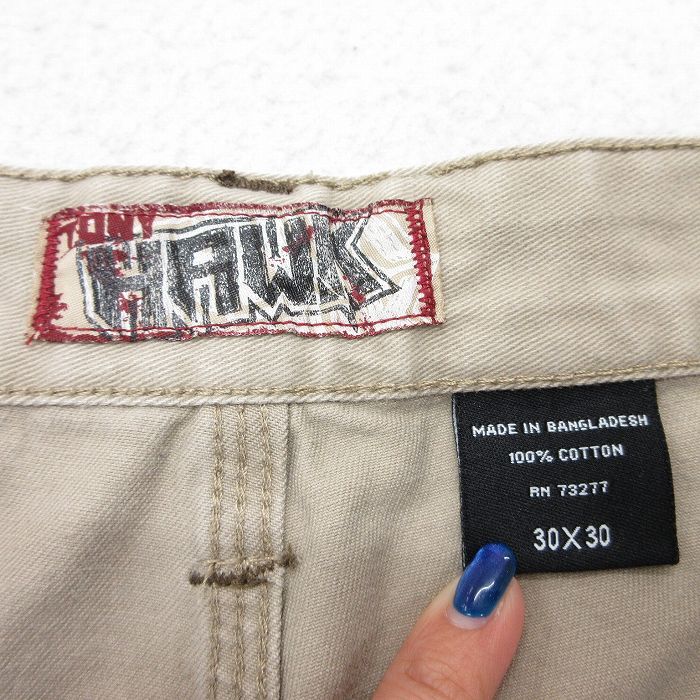 TONY
HAWK
MADE IN BANGLADESH
100% COTTON
RN 73277
30X30